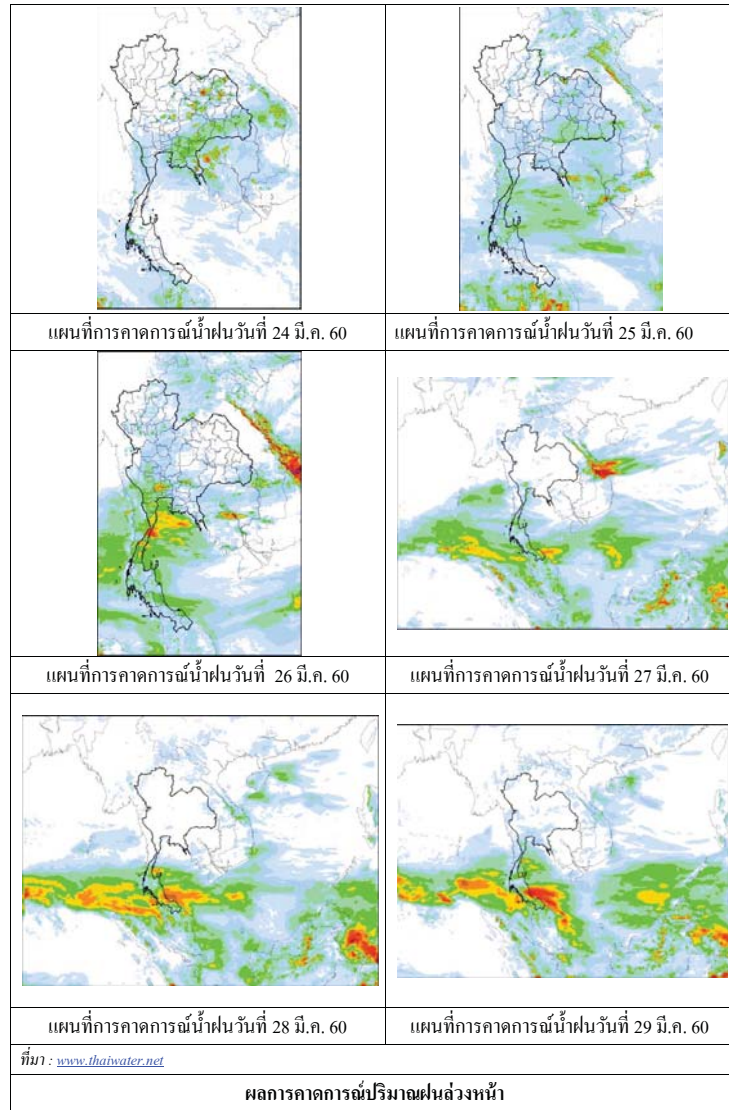 แผนที่การคาดการณ์น้ำฝนวันที่ 24 มี.ค. 60
แผนที่การคาดการณ์น้ำฝนวันที่ 25 มี.ค. 60
แผนที่การคาดการณ์น้ำฝนวันที่ 26 มี.ค. 60
แผนที่การคาดการณ์น้ำฝนวันที่ 27 มี.ค. 60
แผนที่การคาดการณ์น้ำฝนวันที่ 28 มี.ค. 60
แผนที่การคาดการณ์น้ำฝนวันที่ 29 มี.ค. 60
ที่มา : www.thaiwater.net
ผลการคาดการณ์ปริมาณฝนล่วงหน้า